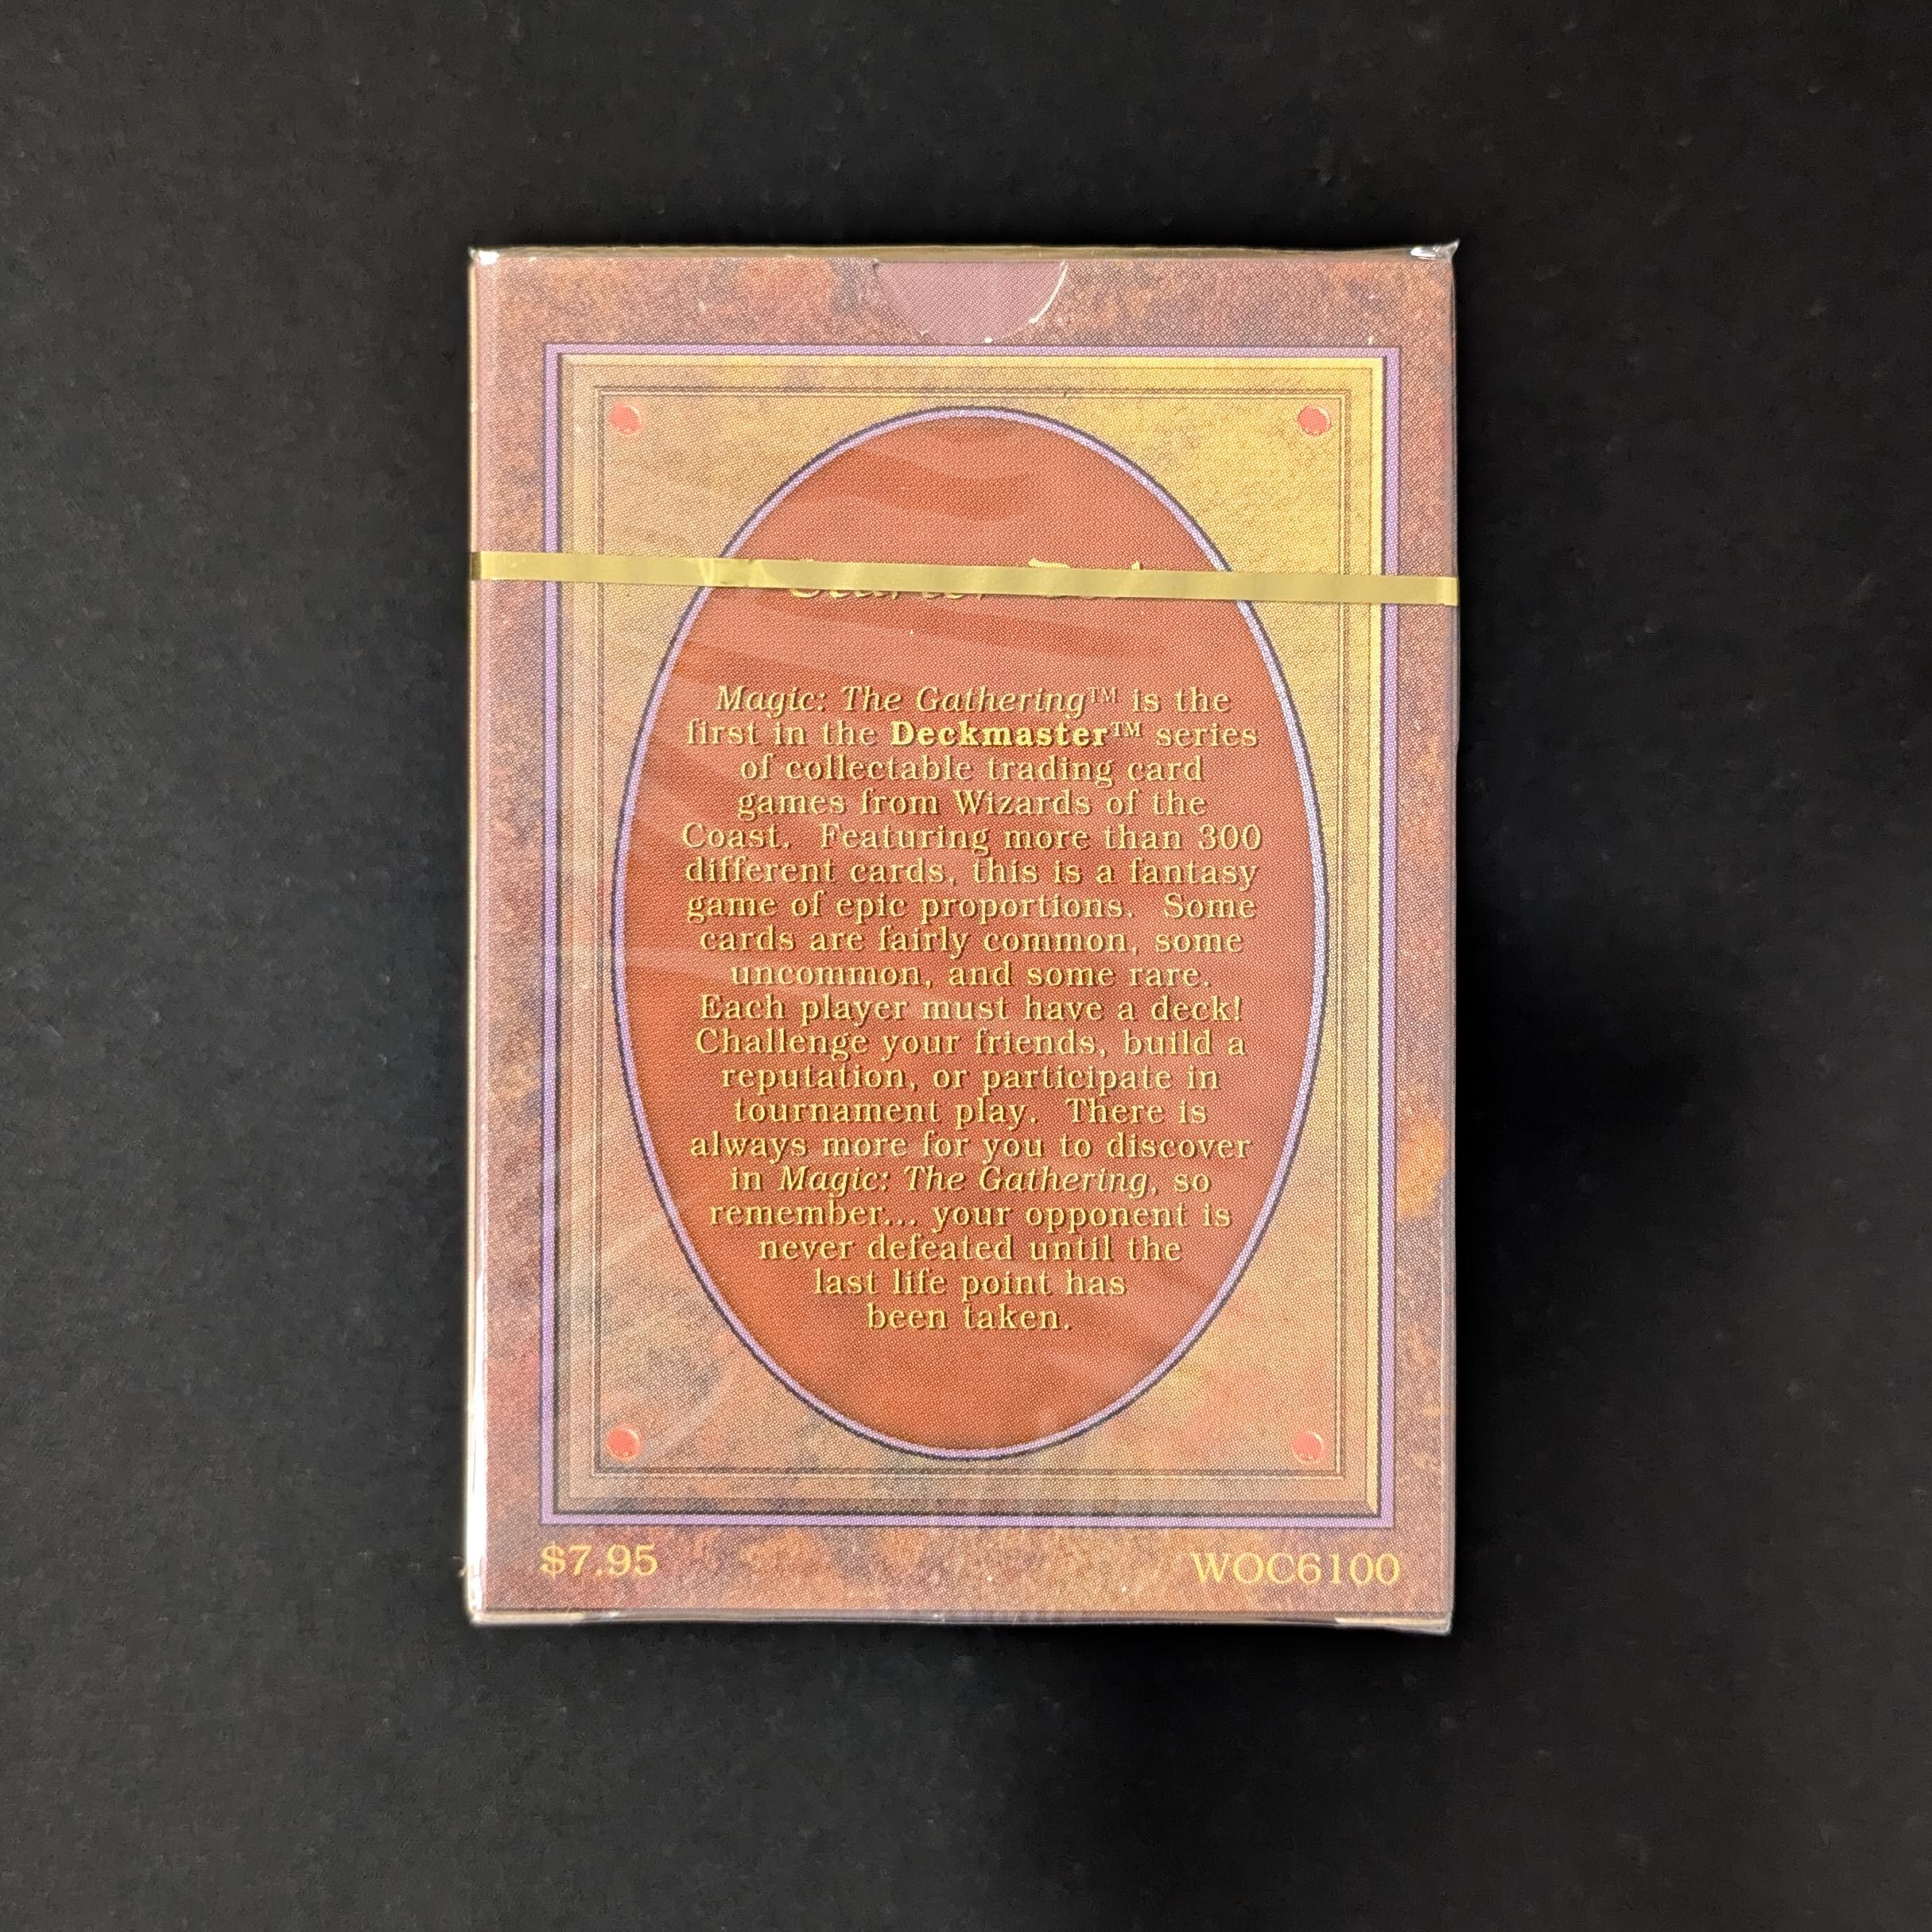 Magic: The Gathering™ is the
first in the Deckmaster™ series
of collectable trading card
games from Wizards of the
Coast. Featuring more than 300
different cards, this is a fantasy
game of epic proportions. Some
cards are fairly common, some
uncommon, and some rare.
Each player must have a deck!
Challenge your friends, build a
reputation, or participate in
tournament play. There is
always more for you to discover
in Magic: The Gathering, so
remember... your opponent is
never defeated until the
last life point has
been taken.
$7.95
WOC6100